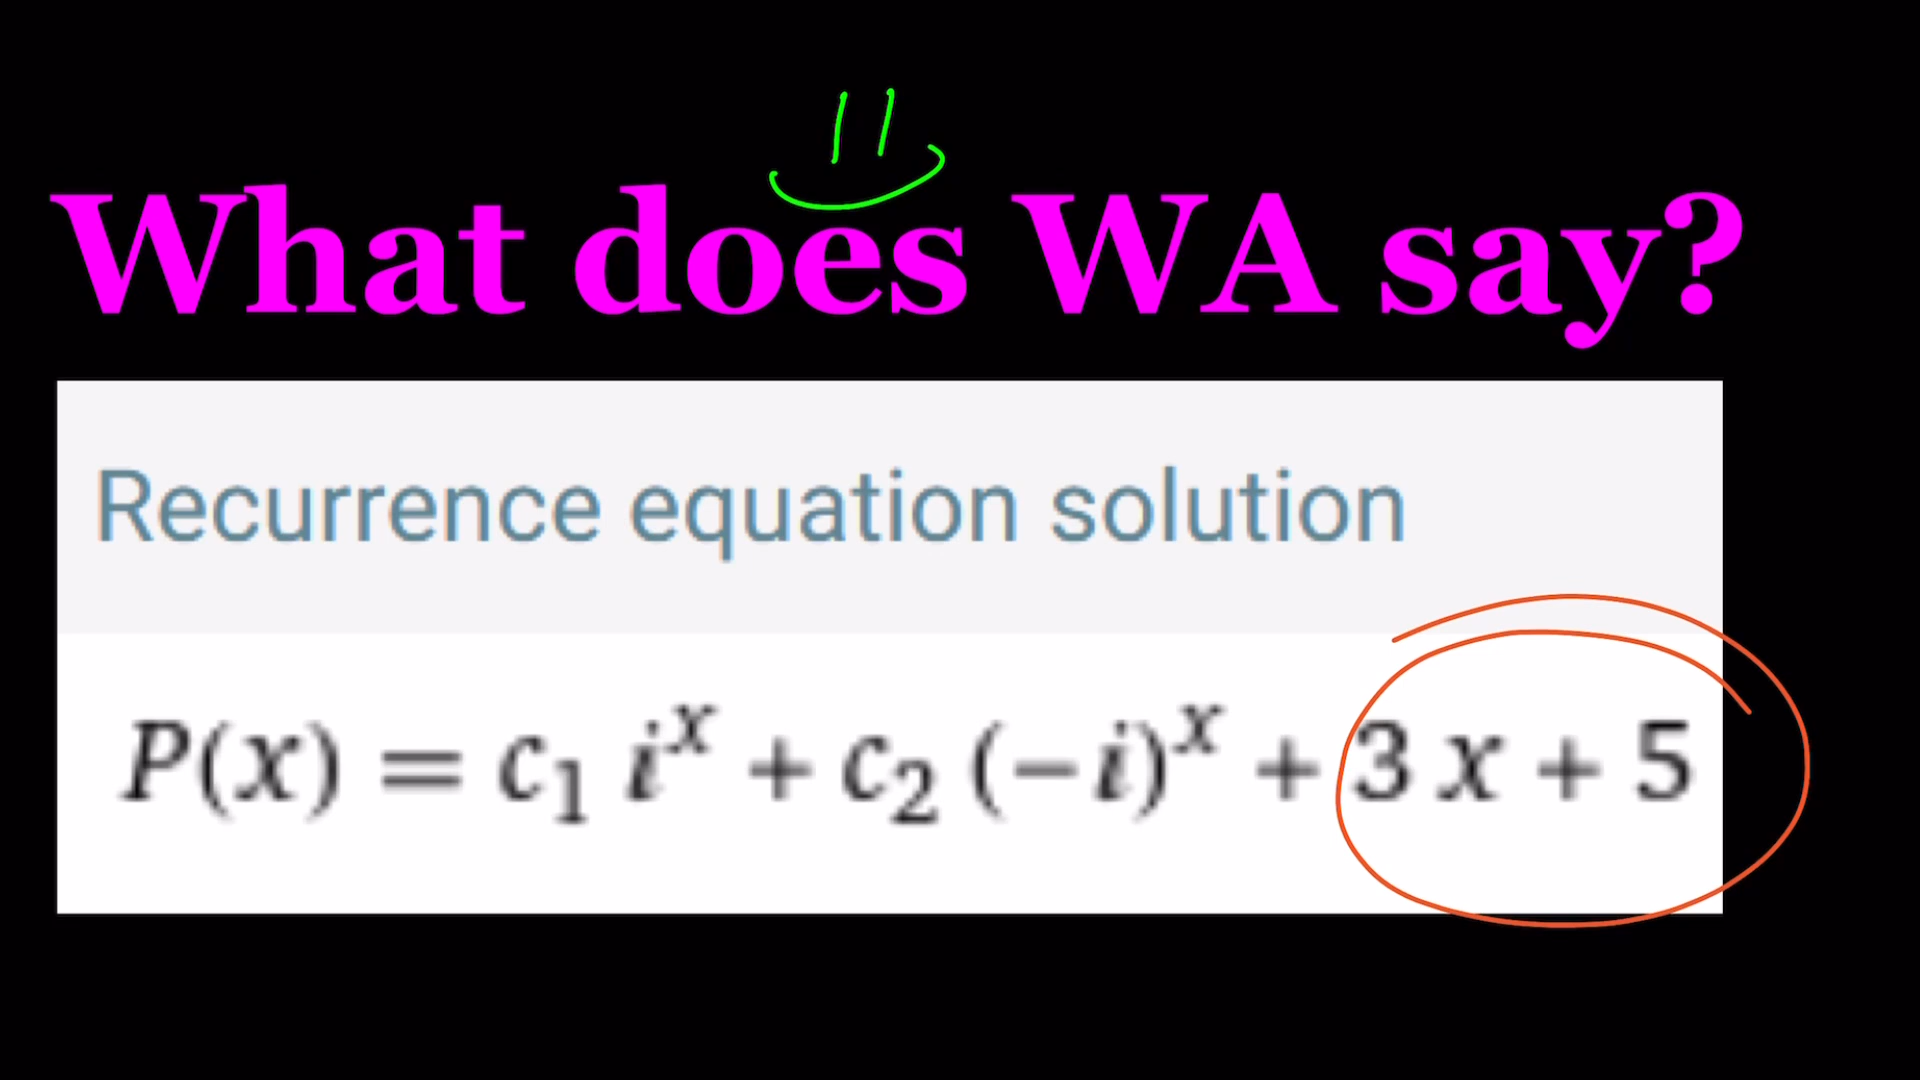 What does WA say?
Recurrence equation solution
P(x) = c₁ iˣ + c₂ (−i)ˣ + 3 x + 5